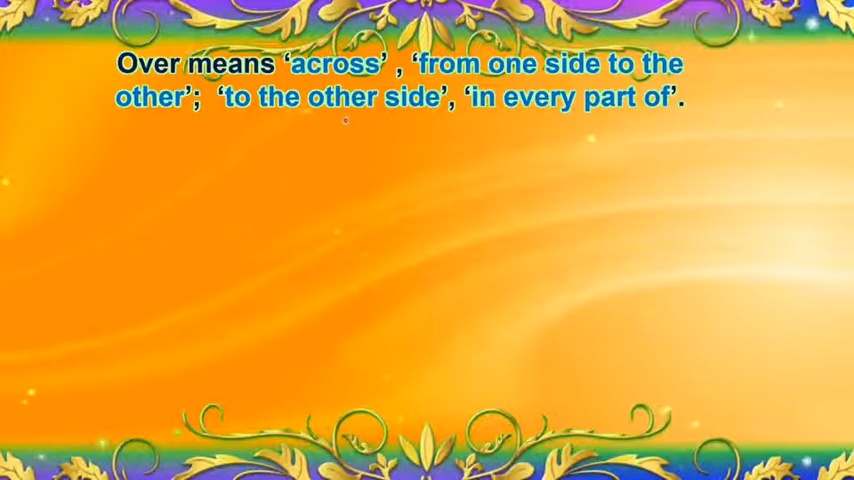 Over means ‘across’ , ‘from one side to the
other’; ‘to the other side’, ‘in every part of’.